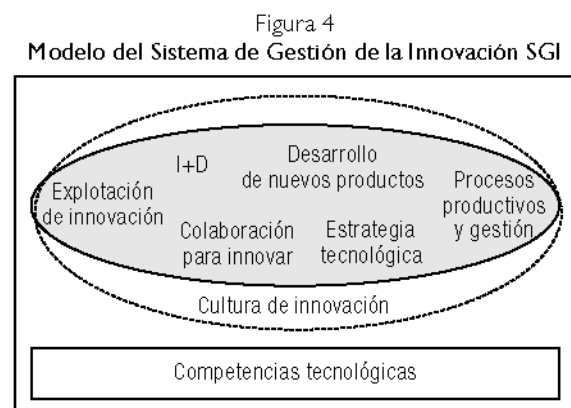 Figura 4
Modelo del Sistema de Gestión de la Innovación SGI
I+D
Desarrollo
de nuevos productos
Explotación
de innovación
Procesos
productivos
y gestión
Colaboración
para innovar
Estrategia
tecnológica
Cultura de innovación
Competencias tecnológicas